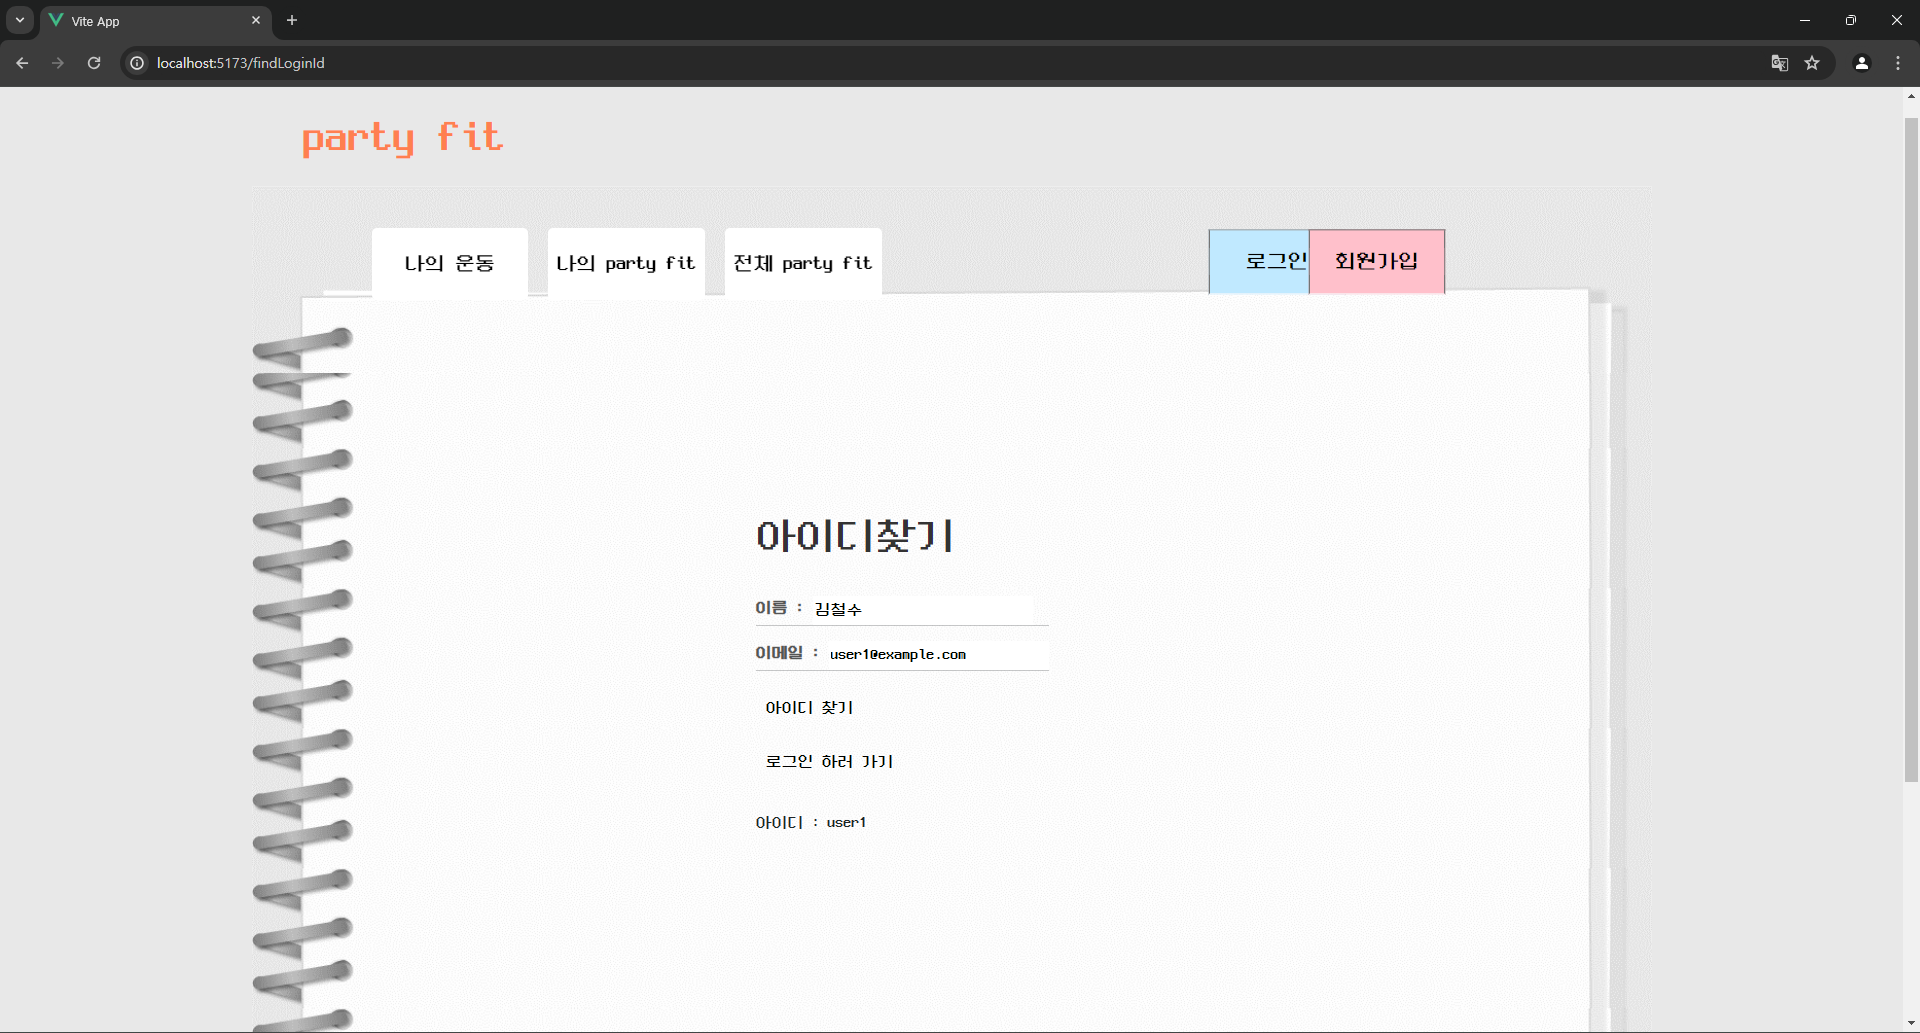 Vite App
localhost:5173/findLoginId
party fit
나의 운동
나의 party fit
전체 party fit
로그인
회원가입
아이디찾기
이름 : 김철수
이메일 : user1@example.com
아이디 찾기
로그인 하러 가기
아이디 : user1